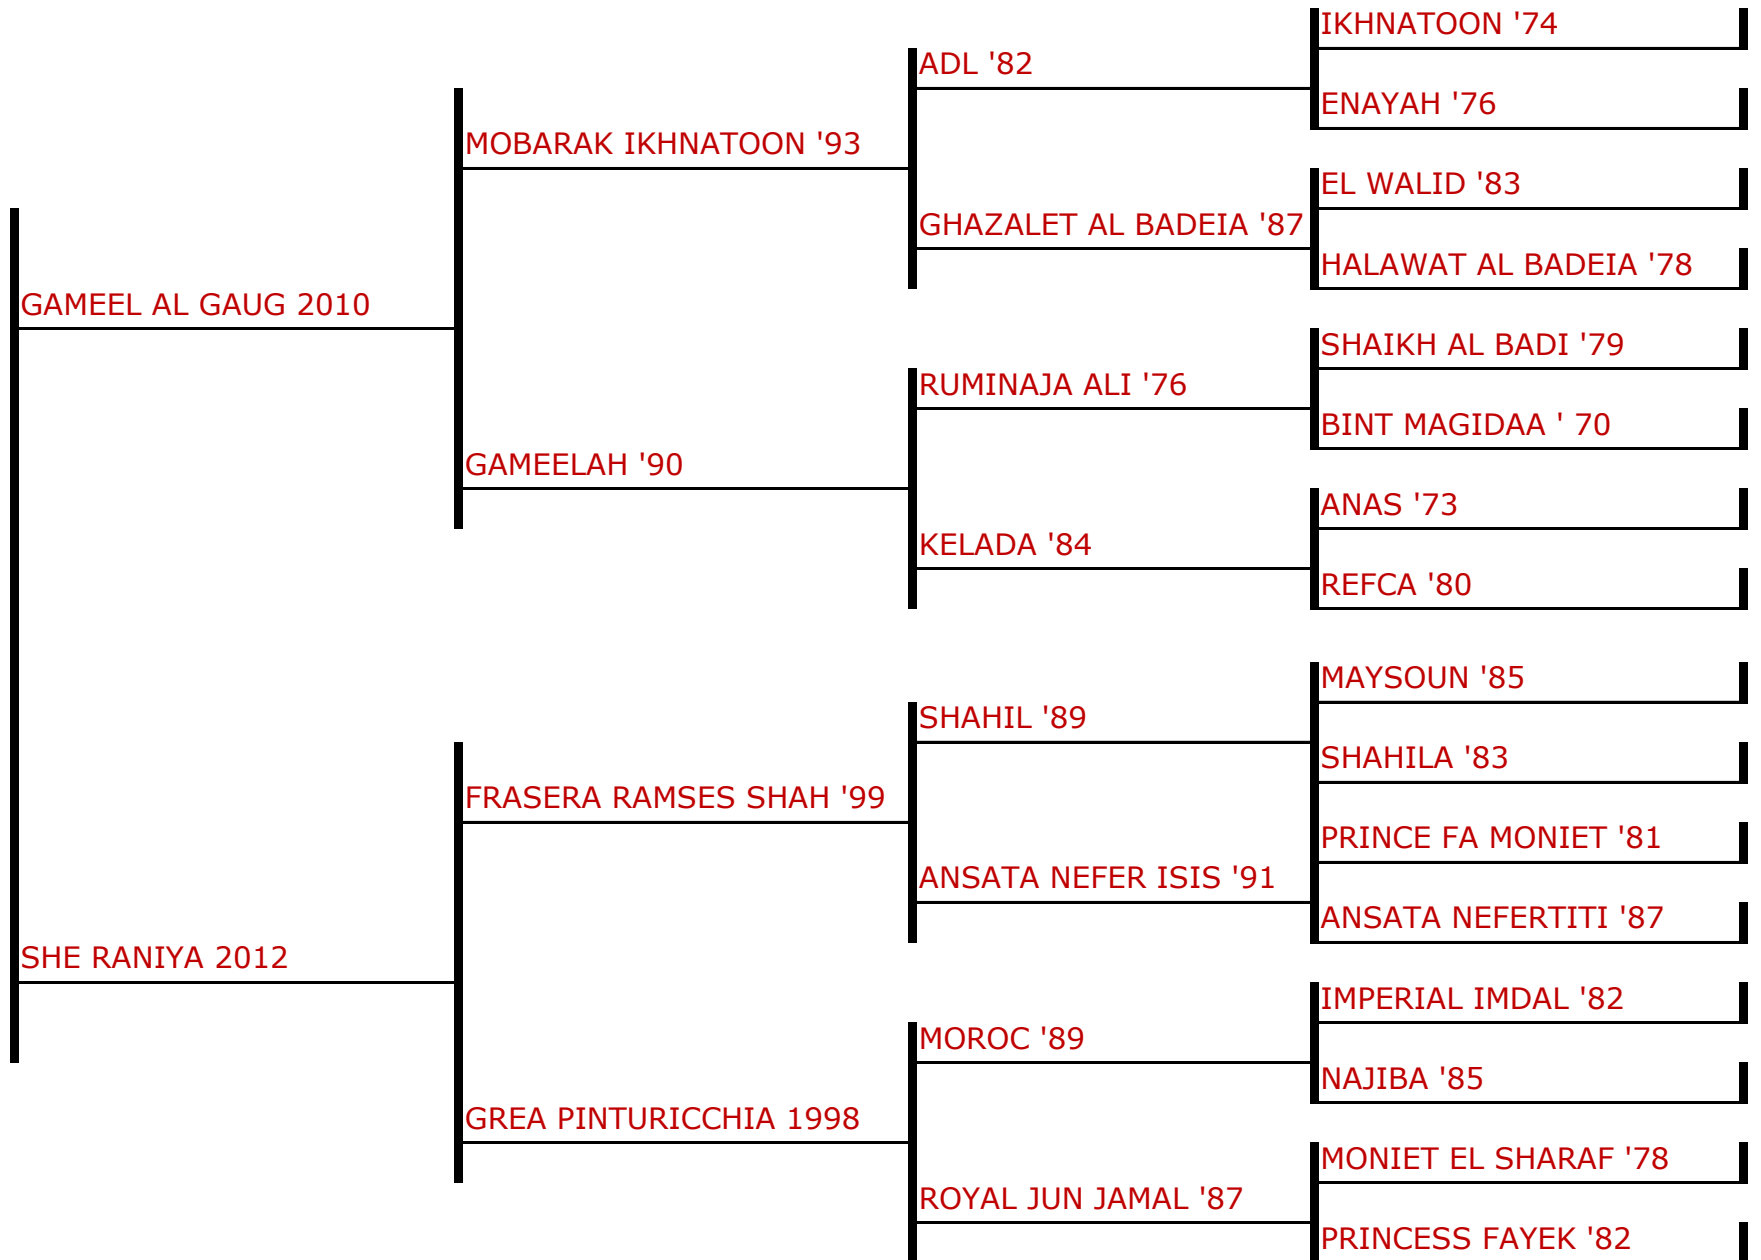 IKHNATOON '74
ADL '82
ENAYAH '76
MOBARAK IKHNATOON '93
EL WALID '83
GHAZALET AL BADEIA '87
HALAWAT AL BADEIA '78
GAMEEL AL GAUG 2010
SHAIKH AL BADI '79
RUMINAJA ALI '76
BINT MAGIDAA ' 70
GAMEELAH '90
ANAS '73
KELADA '84
REFCA '80
MAYSOUN '85
SHAHIL '89
SHAHILA '83
FRASERA RAMSES SHAH '99
PRINCE FA MONIET '81
ANSATA NEFER ISIS '91
ANSATA NEFERTITI '87
SHE RANIYA 2012
IMPERIAL IMDAL '82
MOROC '89
NAJIBA '85
GREA PINTURICCHIA 1998
MONIET EL SHARAF '78
ROYAL JUN JAMAL '87
PRINCESS FAYEK '82